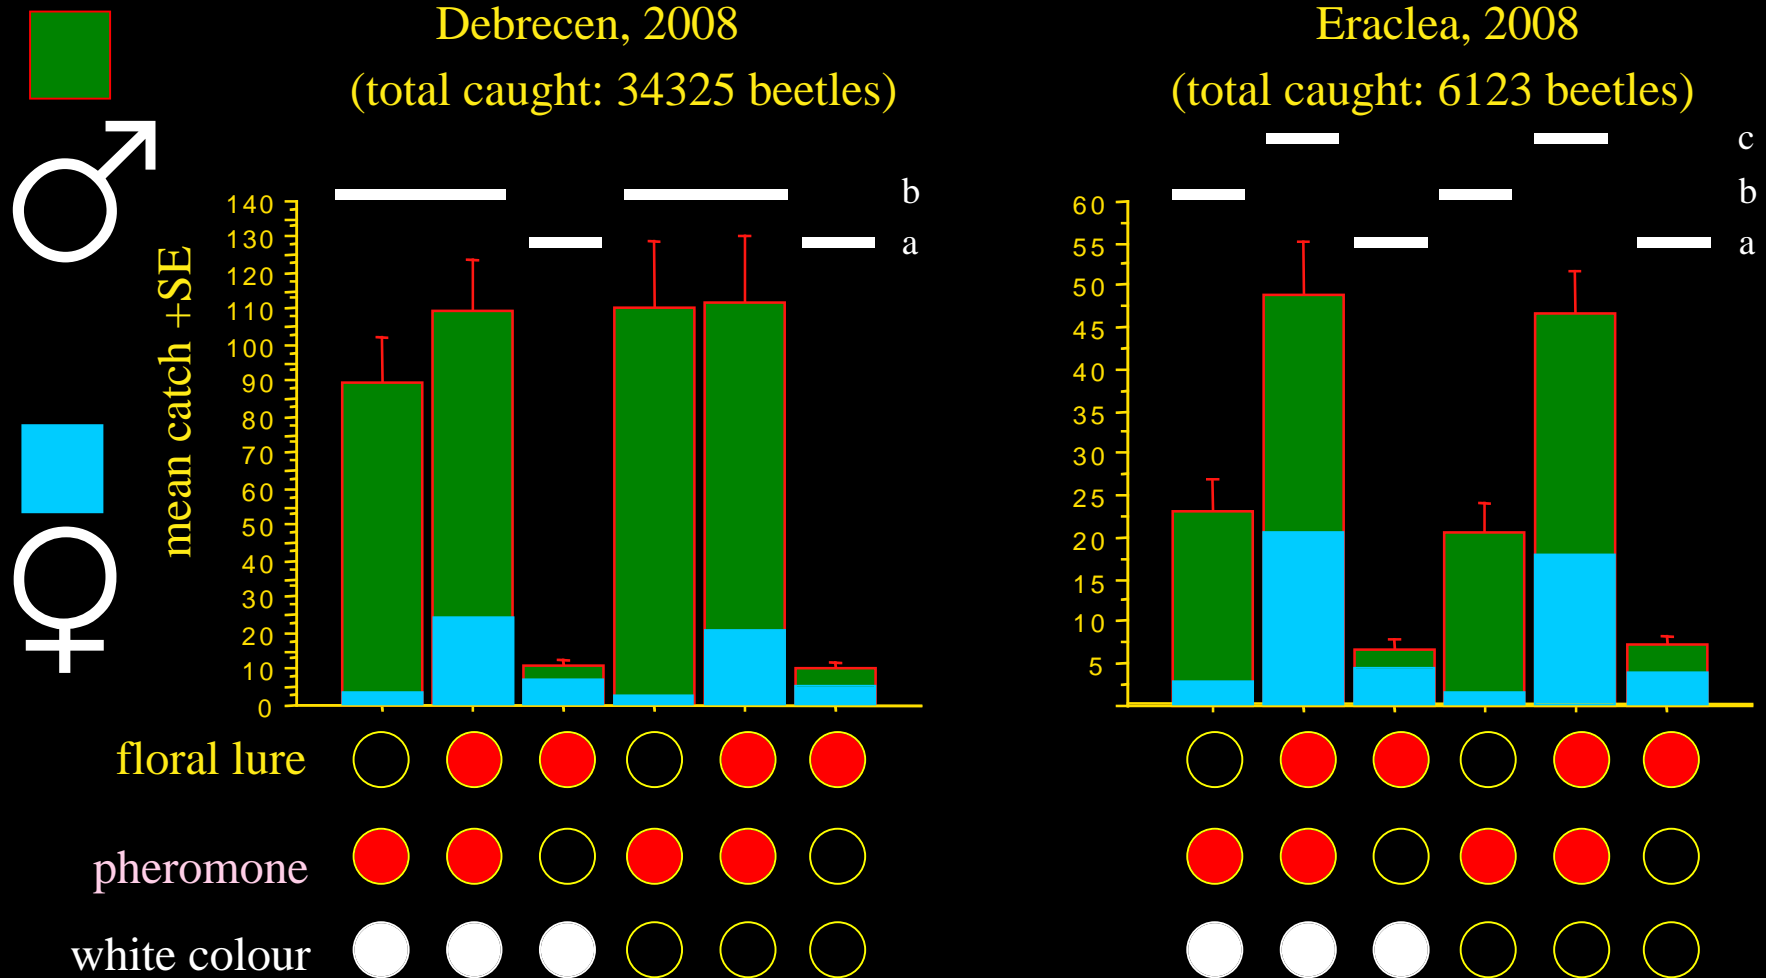 Debrecen, 2008
(total caught: 34325 beetles)
Eraclea, 2008
(total caught: 6123 beetles)
c
b
a
b
a
mean catch +SE
140
130
120
110
100
90
80
70
60
50
40
30
20
10
0
60
55
50
45
40
35
30
25
20
15
10
5
floral lure
pheromone
white colour